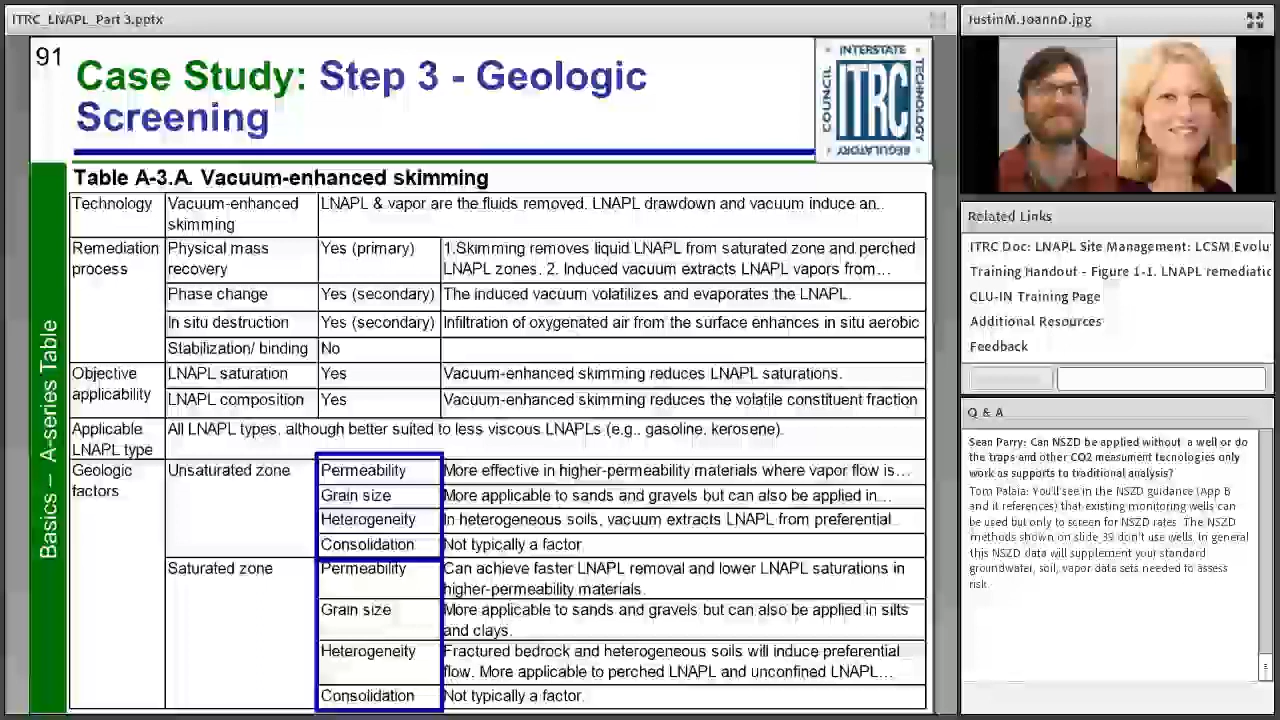 ITRC_LNAPL_Part 3.pptx
91
Case Study: Step 3 - Geologic
Screening
INTERSTATE
COUNCIL
ITRC
TECHNOLOGY
REGULATORY
Basics – A-series Table
Table A-3.A. Vacuum-enhanced skimming
Technology
Vacuum-enhanced
skimming
LNAPL & vapor are the fluids removed. LNAPL drawdown and vacuum induce an..
Remediation
process
Physical mass
recovery
Yes (primary)
1.Skimming removes liquid LNAPL from saturated zone and perched
LNAPL zones. 2. Induced vacuum extracts LNAPL vapors from…
Phase change
Yes (secondary)
The induced vacuum volatilizes and evaporates the LNAPL.
In situ destruction
Yes (secondary)
Infiltration of oxygenated air from the surface enhances in situ aerobic
Stabilization/ binding
No
Objective
applicability
LNAPL saturation
Yes
Vacuum-enhanced skimming reduces LNAPL saturations.
LNAPL composition
Yes
Vacuum-enhanced skimming reduces the volatile constituent fraction
Applicable
LNAPL type
All LNAPL types, although better suited to less viscous LNAPLs (e.g., gasoline, kerosene).
Geologic
factors
Unsaturated zone
Permeability
More effective in higher-permeability materials where vapor flow is…
Grain size
More applicable to sands and gravels but can also be applied in…
Heterogeneity
In heterogeneous soils, vacuum extracts LNAPL from preferential
Consolidation
Not typically a factor
Saturated zone
Permeability
Can achieve faster LNAPL removal and lower LNAPL saturations in
higher-permeability materials.
Grain size
More applicable to sands and gravels but can also be applied in silts
and clays.
Heterogeneity
Fractured bedrock and heterogeneous soils will induce preferential
flow. More applicable to perched LNAPL and unconfined LNAPL…
Consolidation
Not typically a factor.
JustinM.JoannD.jpg
Related Links
ITRC Doc: LNAPL Site Management: LCSM Evolu
Training Handout - Figure 1-1. LNAPL remediatic
CLU-IN Training Page
Additional Resources
Feedback
Q & A
Sean Parry: Can NSZD be applied without a well or do
the traps and other CO2 measurment tecnologies only
work as supports to traditional analysis?
Tom Palaia: You'll see in the NSZD guidance (App B
and it references) that existing monitoring wells can
be used but only to screen for NSZD rates The NSZD
methods shown on slide 39 don't use wells. In general
this NSZD data will supplement your standard
groundwater, soil, vapor data sets needed to assess
risk.